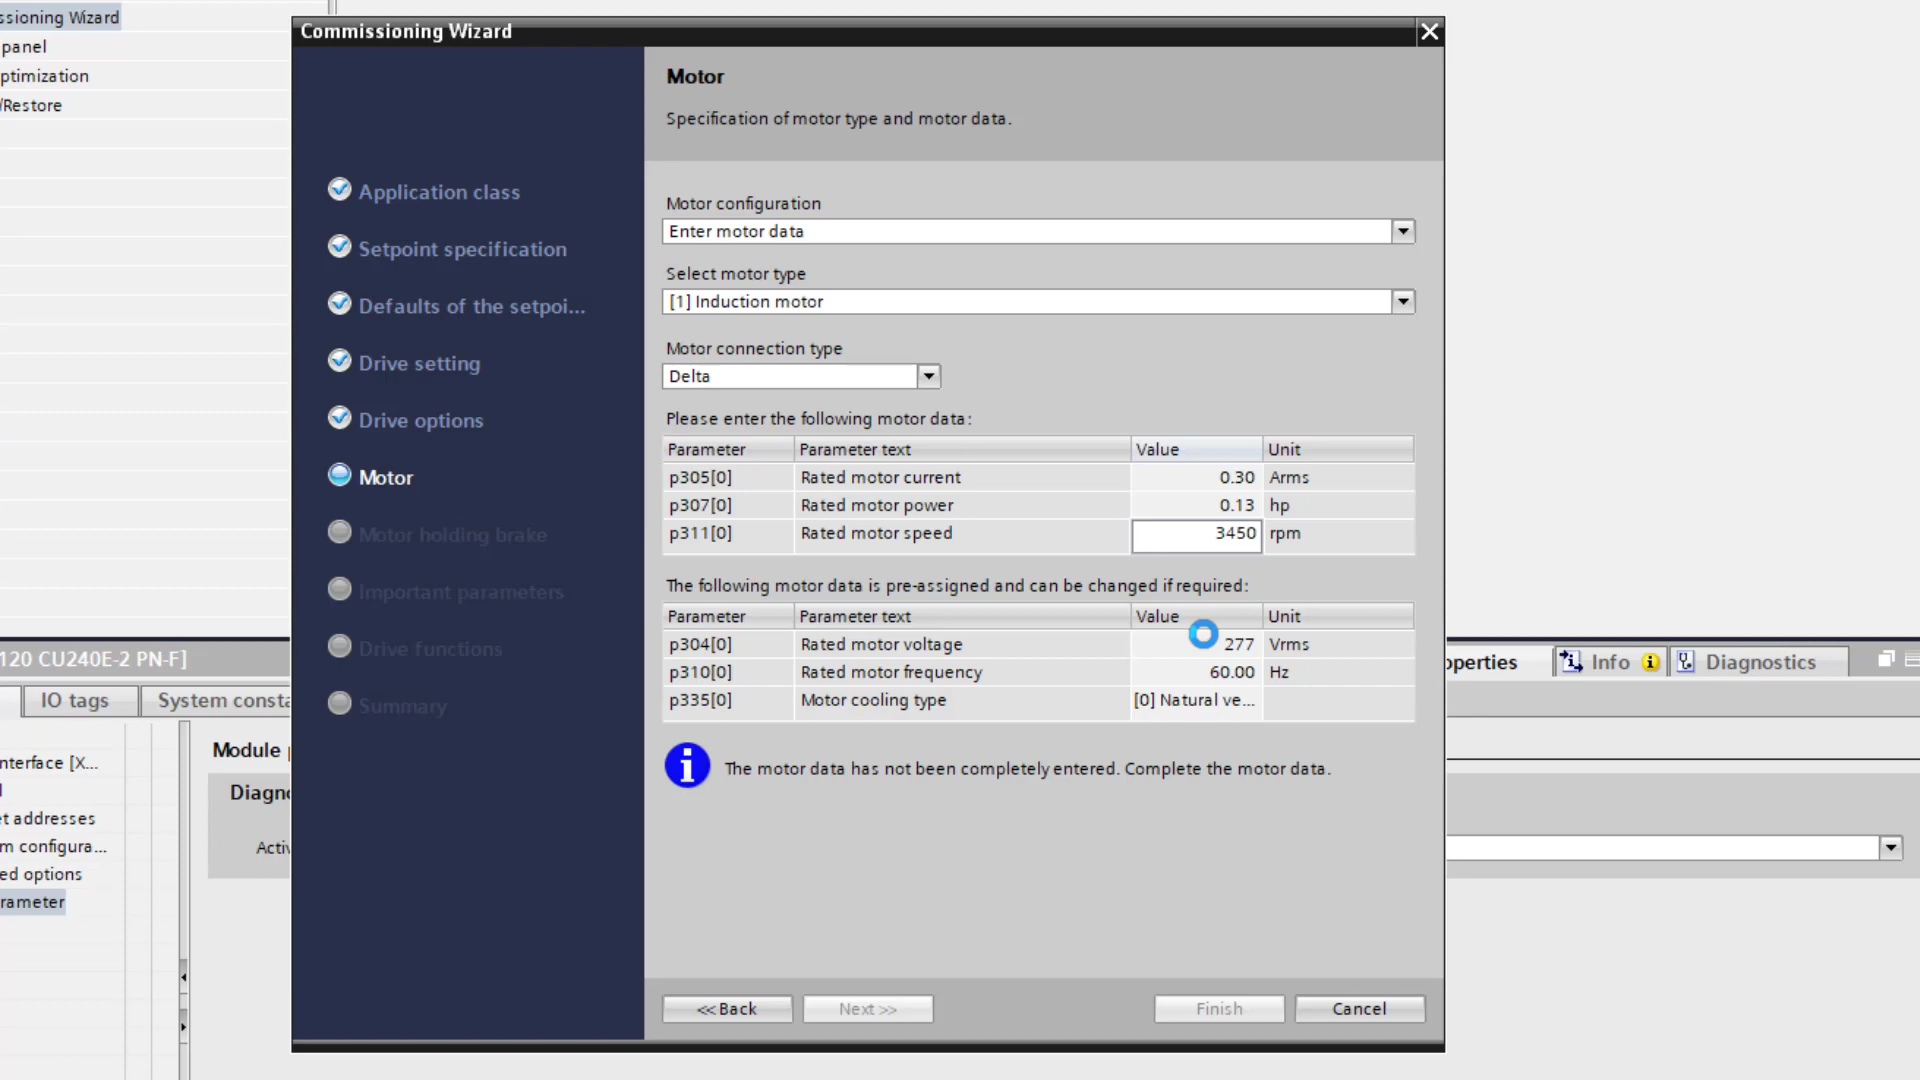 ssioning Wizard
panel
ptimization
/Restore
Commissioning Wizard
Motor
Specification of motor type and motor data.
Application class
Setpoint specification
Defaults of the setpoi...
Drive setting
Drive options
Motor
Motor holding brake
Important parameters
Drive functions
Summary
Motor configuration
Enter motor data
Select motor type
[1] Induction motor
Motor connection type
Delta
Please enter the following motor data:
Parameter Parameter text Value Unit
p305[0] Rated motor current 0.30 Arms
p307[0] Rated motor power 0.13 hp
p311[0] Rated motor speed 3450 rpm
The following motor data is pre-assigned and can be changed if required:
Parameter Parameter text Value Unit
p304[0] Rated motor voltage 277 Vrms
p310[0] Rated motor frequency 60.00 Hz
p335[0] Motor cooling type [0] Natural ve...
The motor data has not been completely entered. Complete the motor data.
<< Back Next >> Finish Cancel
120 CU240E-2 PN-F]
IO tags System consta
operties Info Diagnostics
nterface [X...
l
et addresses
m configura...
ed options
rameter
Module p
Diagno
Activ